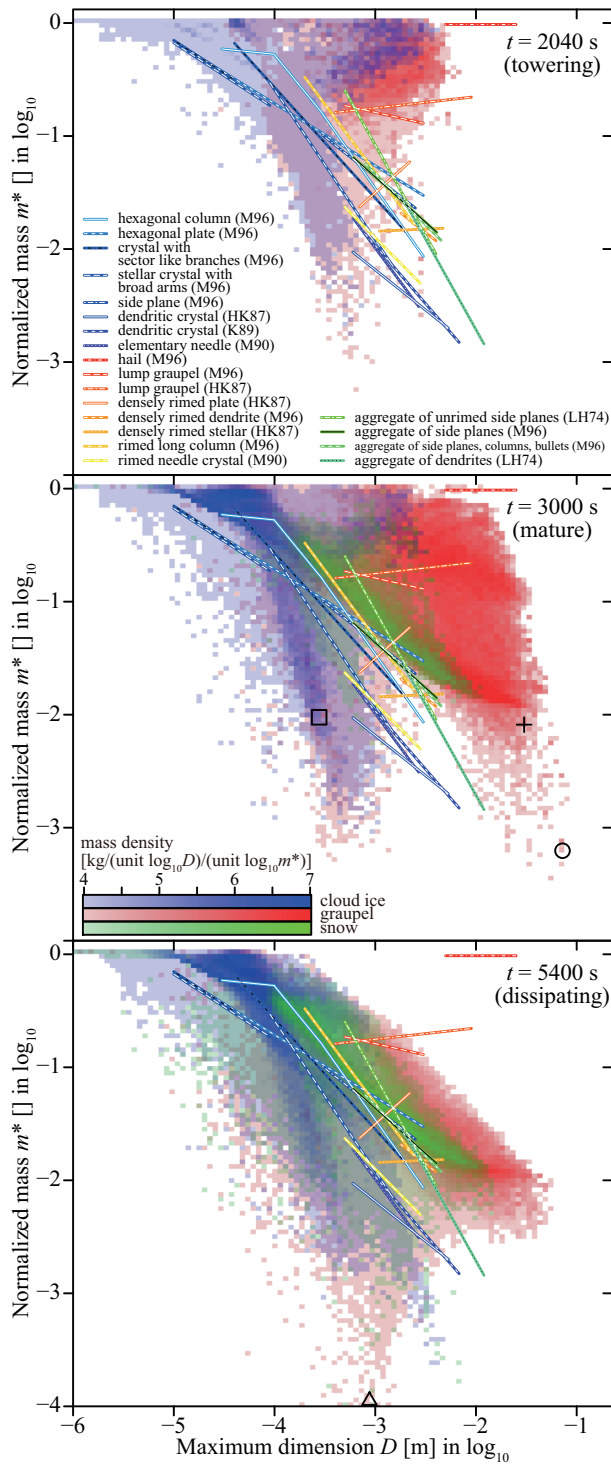 0
t = 2040 s
(towering)
−1
Normalized mass m* [] in log10
hexagonal column (M96)
hexagonal plate (M96)
crystal with
sector like branches (M96)
stellar crystal with
broad arms (M96)
side plane (M96)
dendritic crystal (HK87)
dendritic crystal (K89)
elementary needle (M90)
hail (M96)
lump graupel (M96)
lump graupel (HK87)
densely rimed plate (HK87)
densely rimed dendrite (M96)
densely rimed stellar (HK87)
rimed long column (M96)
rimed needle crystal (M90)
aggregate of unrimed side planes (LH74)
aggregate of side planes (M96)
aggregate of side planes, columns, bullets (M96)
aggregate of dendrites (LH74)
−2
−3
0
t = 3000 s
(mature)
−1
Normalized mass m* [] in log10
−2
−3
mass density
[kg/(unit log10D)/(unit log10m*)]
4 5 6 7
cloud ice
graupel
snow
0
t = 5400 s
(dissipating)
−1
Normalized mass m* [] in log10
−2
−3
−4
−6 −5 −4 −3 −2 −1
Maximum dimension D [m] in log10